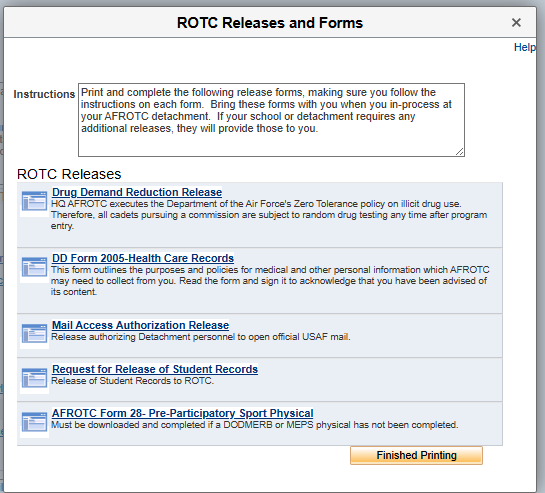 ROTC Releases and Forms
×
Help
Instructions
Print and complete the following release forms, making sure you follow the
instructions on each form.  Bring these forms with you when you in-process at
your AFROTC detachment.  If your school or detachment requires any
additional releases, they will provide those to you.
ROTC Releases
Drug Demand Reduction Release
HQ AFROTC executes the Department of the Air Force's Zero Tolerance policy on illicit drug use.
Therefore, all cadets pursuing a commission are subject to random drug testing any time after program
entry.
DD Form 2005-Health Care Records
This form outlines the purposes and policies for medical and other personal information which AFROTC
may need to collect from you. Read the form and sign it to acknowledge that you have been advised of
its content.
Mail Access Authorization Release
Release authorizing Detachment personnel to open official USAF mail.
Request for Release of Student Records
Release of Student Records to ROTC.
AFROTC Form 28- Pre-Participatory Sport Physical
Must be downloaded and completed if a DODMERB or MEPS physical has not been completed.
Finished Printing